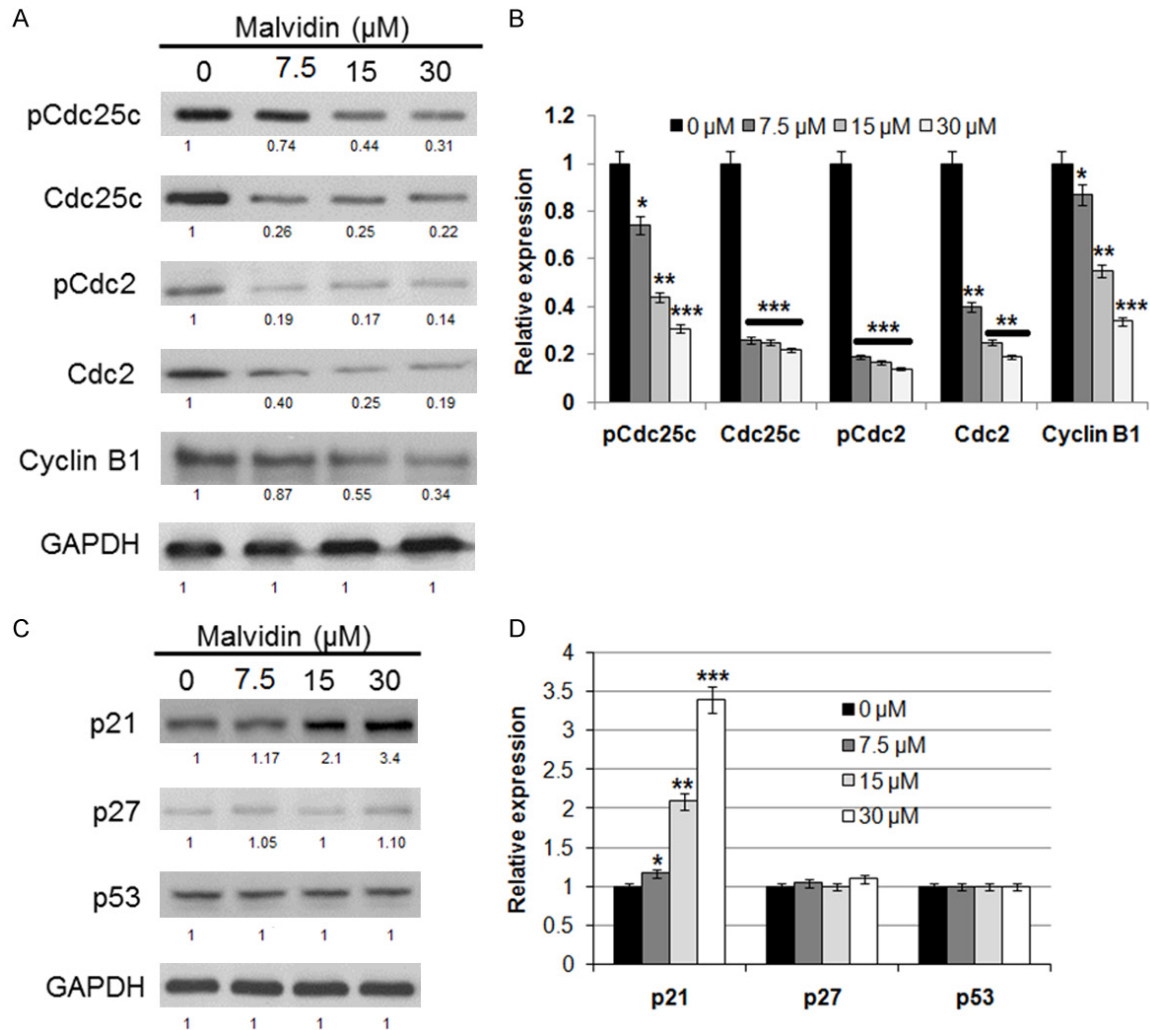 A
Malvidin (µM)
0 7.5 15 30
pCdc25c
1 0.74 0.44 0.31
Cdc25c
1 0.26 0.25 0.22
pCdc2
1 0.19 0.17 0.14
Cdc2
1 0.40 0.25 0.19
Cyclin B1
1 0.87 0.55 0.34
GAPDH
1 1 1 1
B
Relative expression
1.2
1
0.8
0.6
0.4
0.2
0
0 µM 7.5 µM 15 µM 30 µM
* ** ***
***
***
** **
* ** ***
pCdc25c Cdc25c pCdc2 Cdc2 Cyclin B1
C
Malvidin (µM)
0 7.5 15 30
p21
1 1.17 2.1 3.4
p27
1 1.05 1 1.10
p53
1 1 1 1
GAPDH
1 1 1 1
D
Relative expression
4
3.5
3
2.5
2
1.5
1
0.5
0
* ** ***
0 µM
7.5 µM
15 µM
30 µM
p21 p27 p53